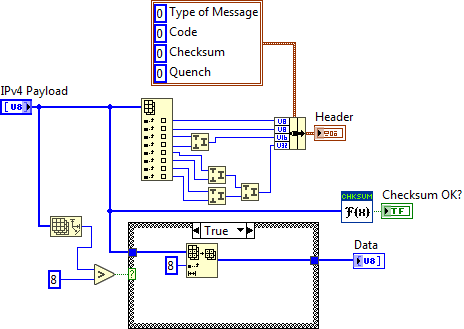 0 Type of Message
0 Code
0 Checksum
0 Quench
IPv4 Payload
[U8]
U8
U8
U16
U32
Header
CHKSUM
F(x)
Checksum OK?
TF
True
8
>
?
8
Data
U8